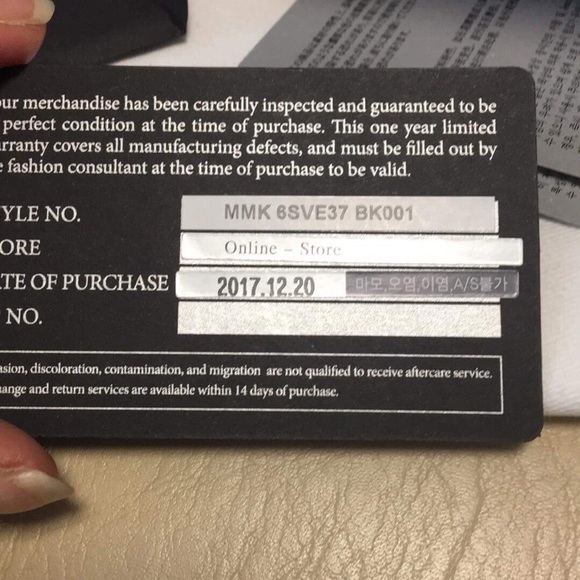 ur merchandise has been carefully inspected and guaranteed to be
perfect condition at the time of purchase. This one year limited
rranty covers all manufacturing defects, and must be filled out by
e fashion consultant at the time of purchase to be valid.
YLE NO. MMK 6SVE37 BK001
ORE Online - Store
TE OF PURCHASE 2017.12.20 마모,오염,이염,A/S불가
NO.
sion, discoloration, contamination, and migration are not qualified to receive aftercare service.
ange and return services are available within 14 days of purchase.